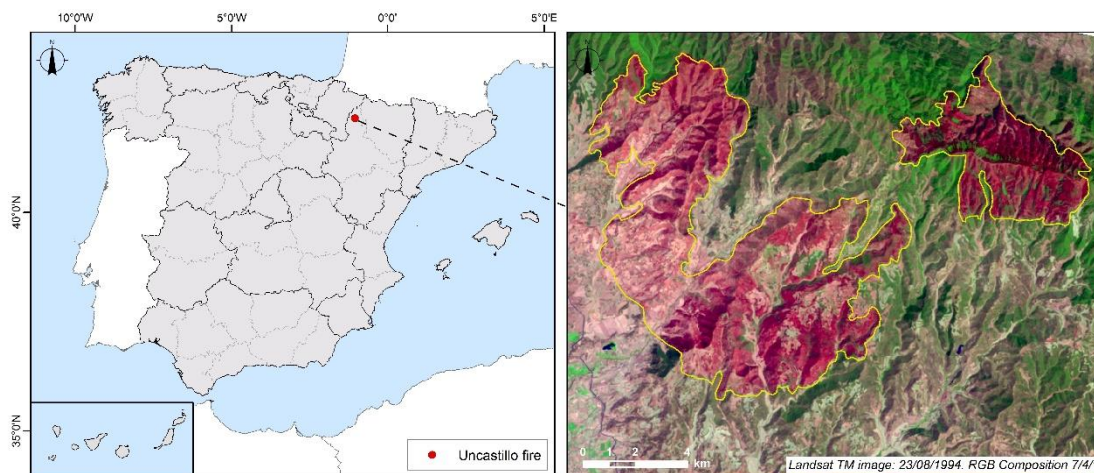 10°0'W 5°0'W 0°0' 5°0'E
N
40°0'N
35°0'N
Uncastillo fire
0 1 2 4
km
Landsat TM image: 23/08/1994. RGB Composition 7/4/